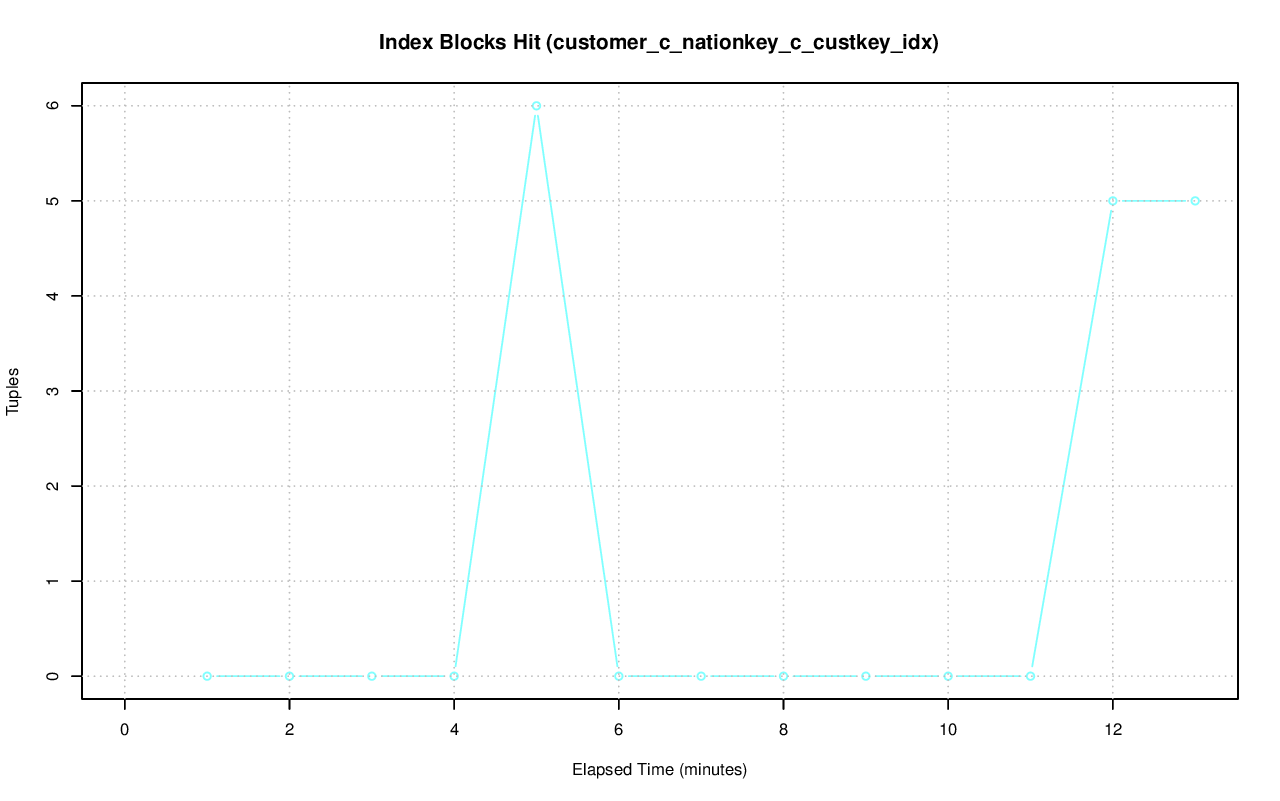 Index Blocks Hit (customer_c_nationkey_c_custkey_idx)
6
5
4
3
2
1
0
Tuples
0 2 4 6 8 10 12
Elapsed Time (minutes)